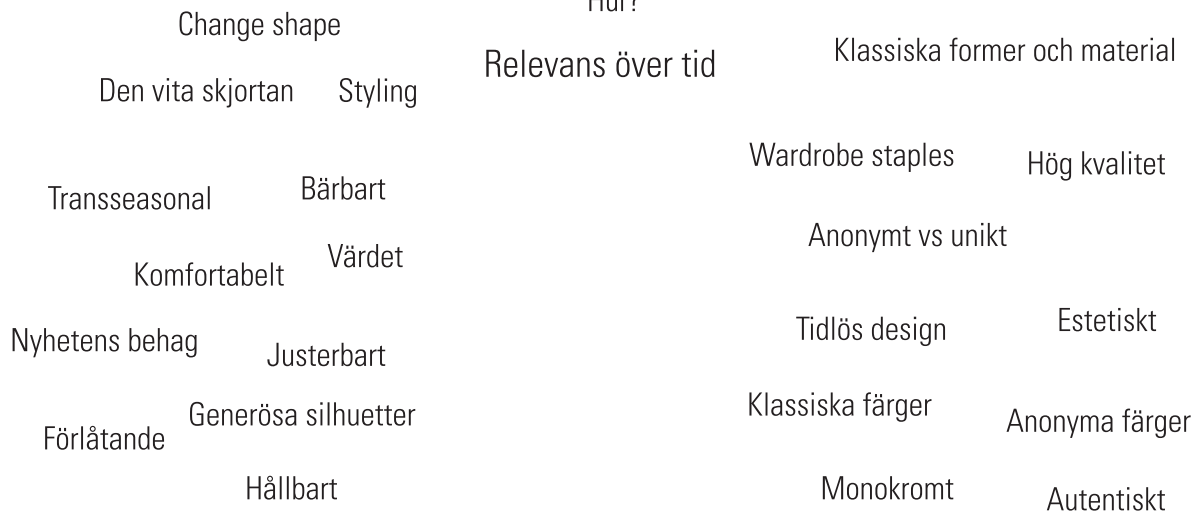 Hur?
Change shape
Relevans över tid
Klassiska former och material
Den vita skjortan
Styling
Wardrobe staples
Hög kvalitet
Transseasonal
Bärbart
Anonymt vs unikt
Värdet
Komfortabelt
Tidlös design
Estetiskt
Nyhetens behag
Justerbart
Klassiska färger
Generösa silhuetter
Anonyma färger
Förlåtande
Hållbart
Monokromt
Autentiskt